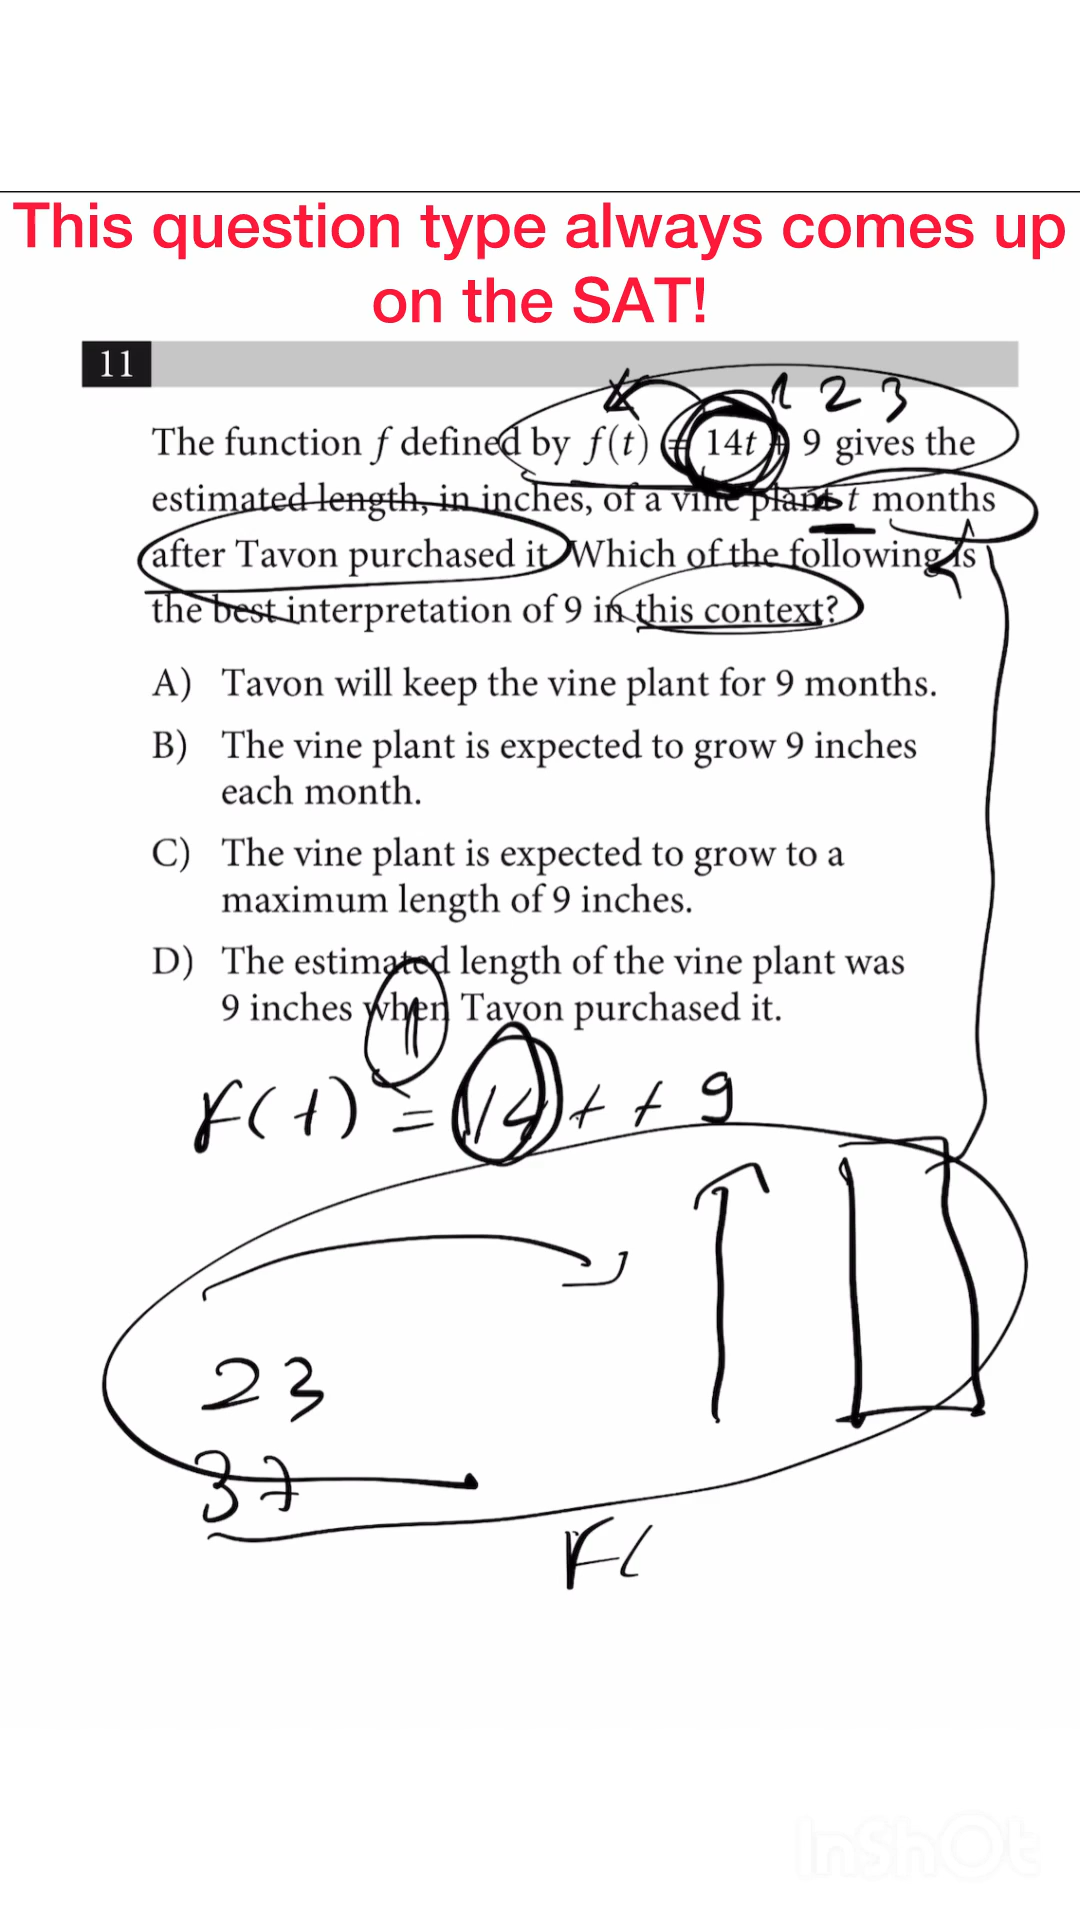 This question type always comes up
on the SAT!
11
1 2 3
The function f defined by f(t) = 14t + 9 gives the
estimated length, in inches, of a vine plant t months
after Tavon purchased it. Which of the following is
the best interpretation of 9 in this context?
A) Tavon will keep the vine plant for 9 months.
B) The vine plant is expected to grow 9 inches
each month.
C) The vine plant is expected to grow to a
maximum length of 9 inches.
D) The estimated length of the vine plant was
9 inches when Tavon purchased it.
f(t) = 14t + 9
23
37
F(
InShOt